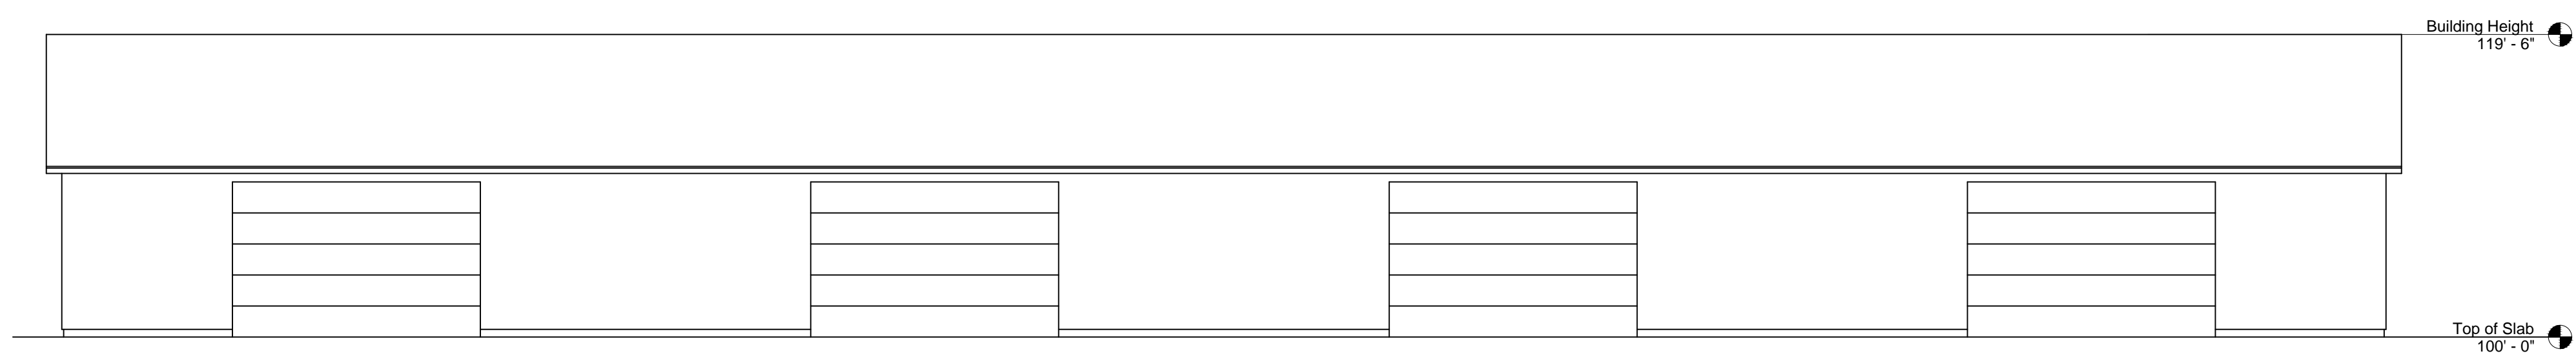 Building Height
119' - 6"
Top of Slab
100' - 0"